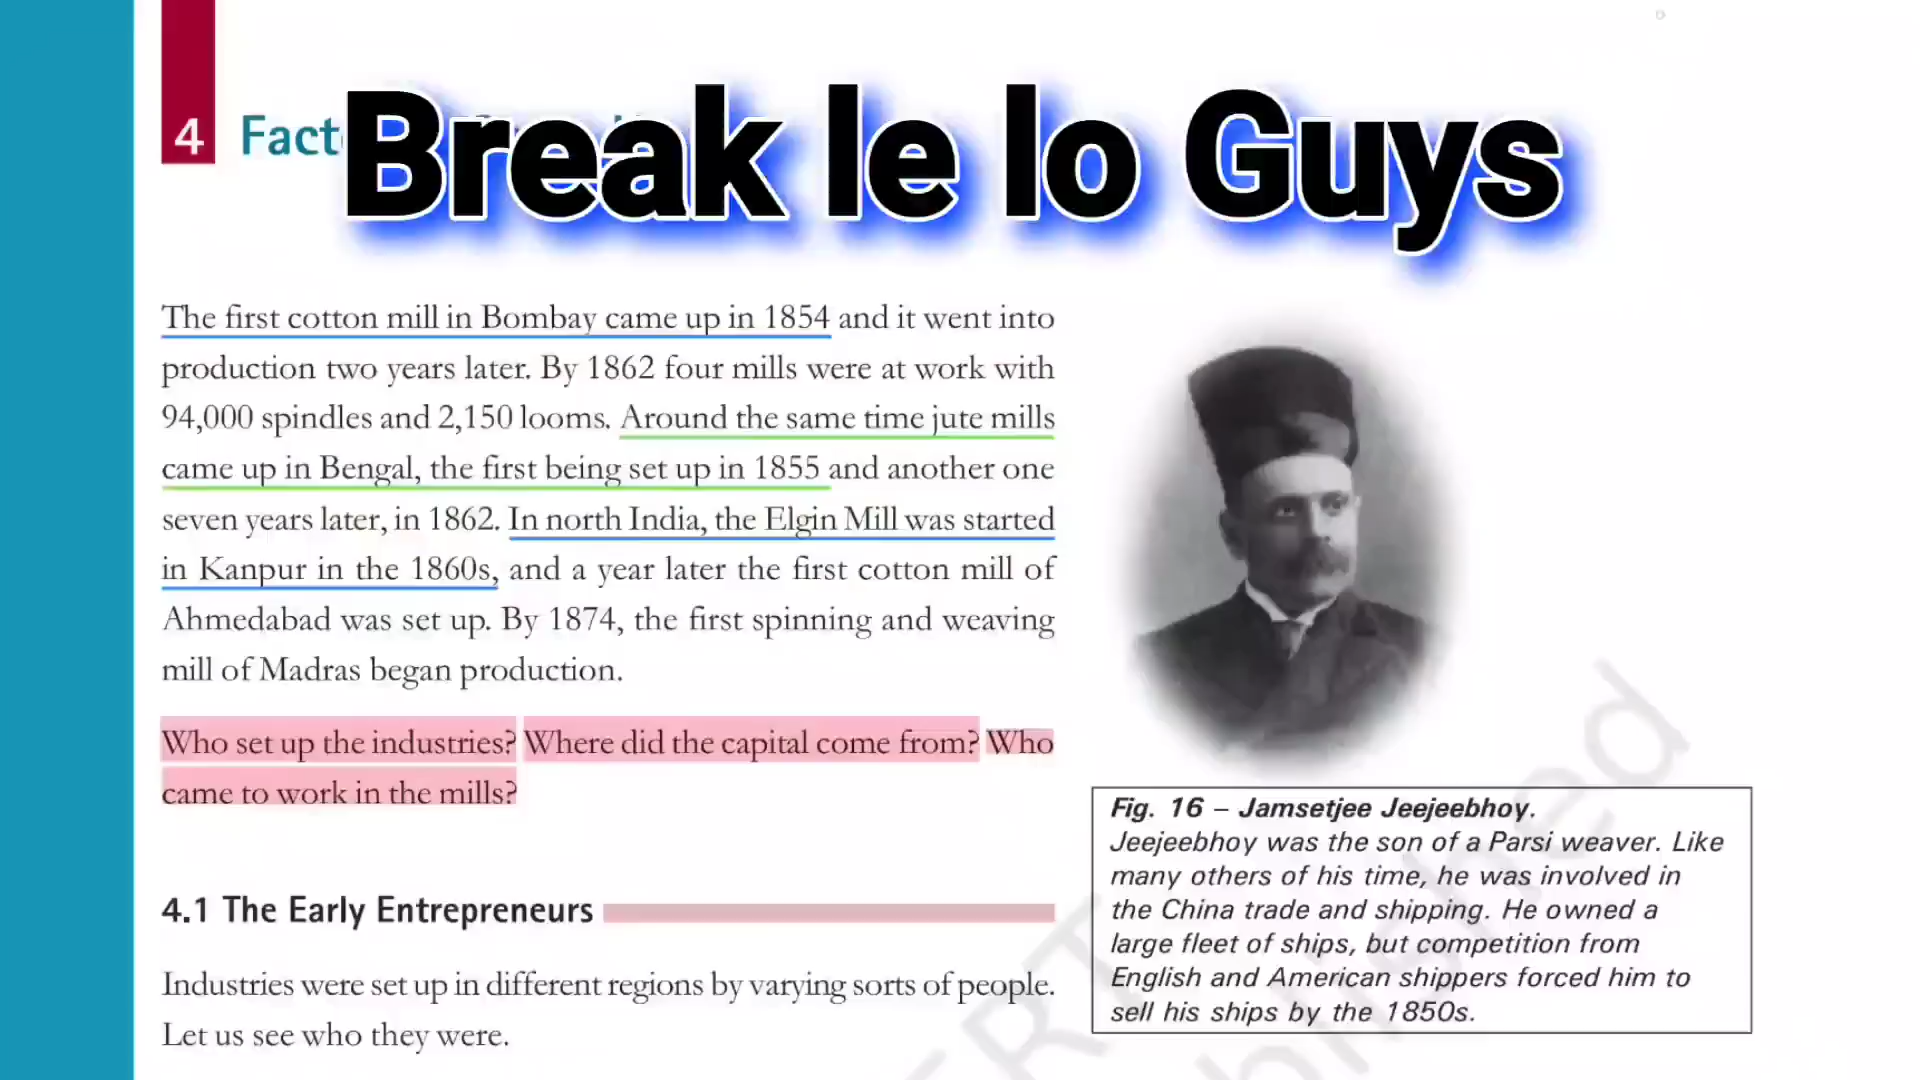 4 Fact
Break le lo Guys
The first cotton mill in Bombay came up in 1854 and it went into
production two years later. By 1862 four mills were at work with
94,000 spindles and 2,150 looms. Around the same time jute mills
came up in Bengal, the first being set up in 1855 and another one
seven years later, in 1862. In north India, the Elgin Mill was started
in Kanpur in the 1860s, and a year later the first cotton mill of
Ahmedabad was set up. By 1874, the first spinning and weaving
mill of Madras began production.
Who set up the industries? Where did the capital come from? Who
came to work in the mills?
4.1 The Early Entrepreneurs
Industries were set up in different regions by varying sorts of people.
Let us see who they were.
Fig. 16 – Jamsetjee Jeejeebhoy.
Jeejeebhoy was the son of a Parsi weaver. Like
many others of his time, he was involved in
the China trade and shipping. He owned a
large fleet of ships, but competition from
English and American shippers forced him to
sell his ships by the 1850s.